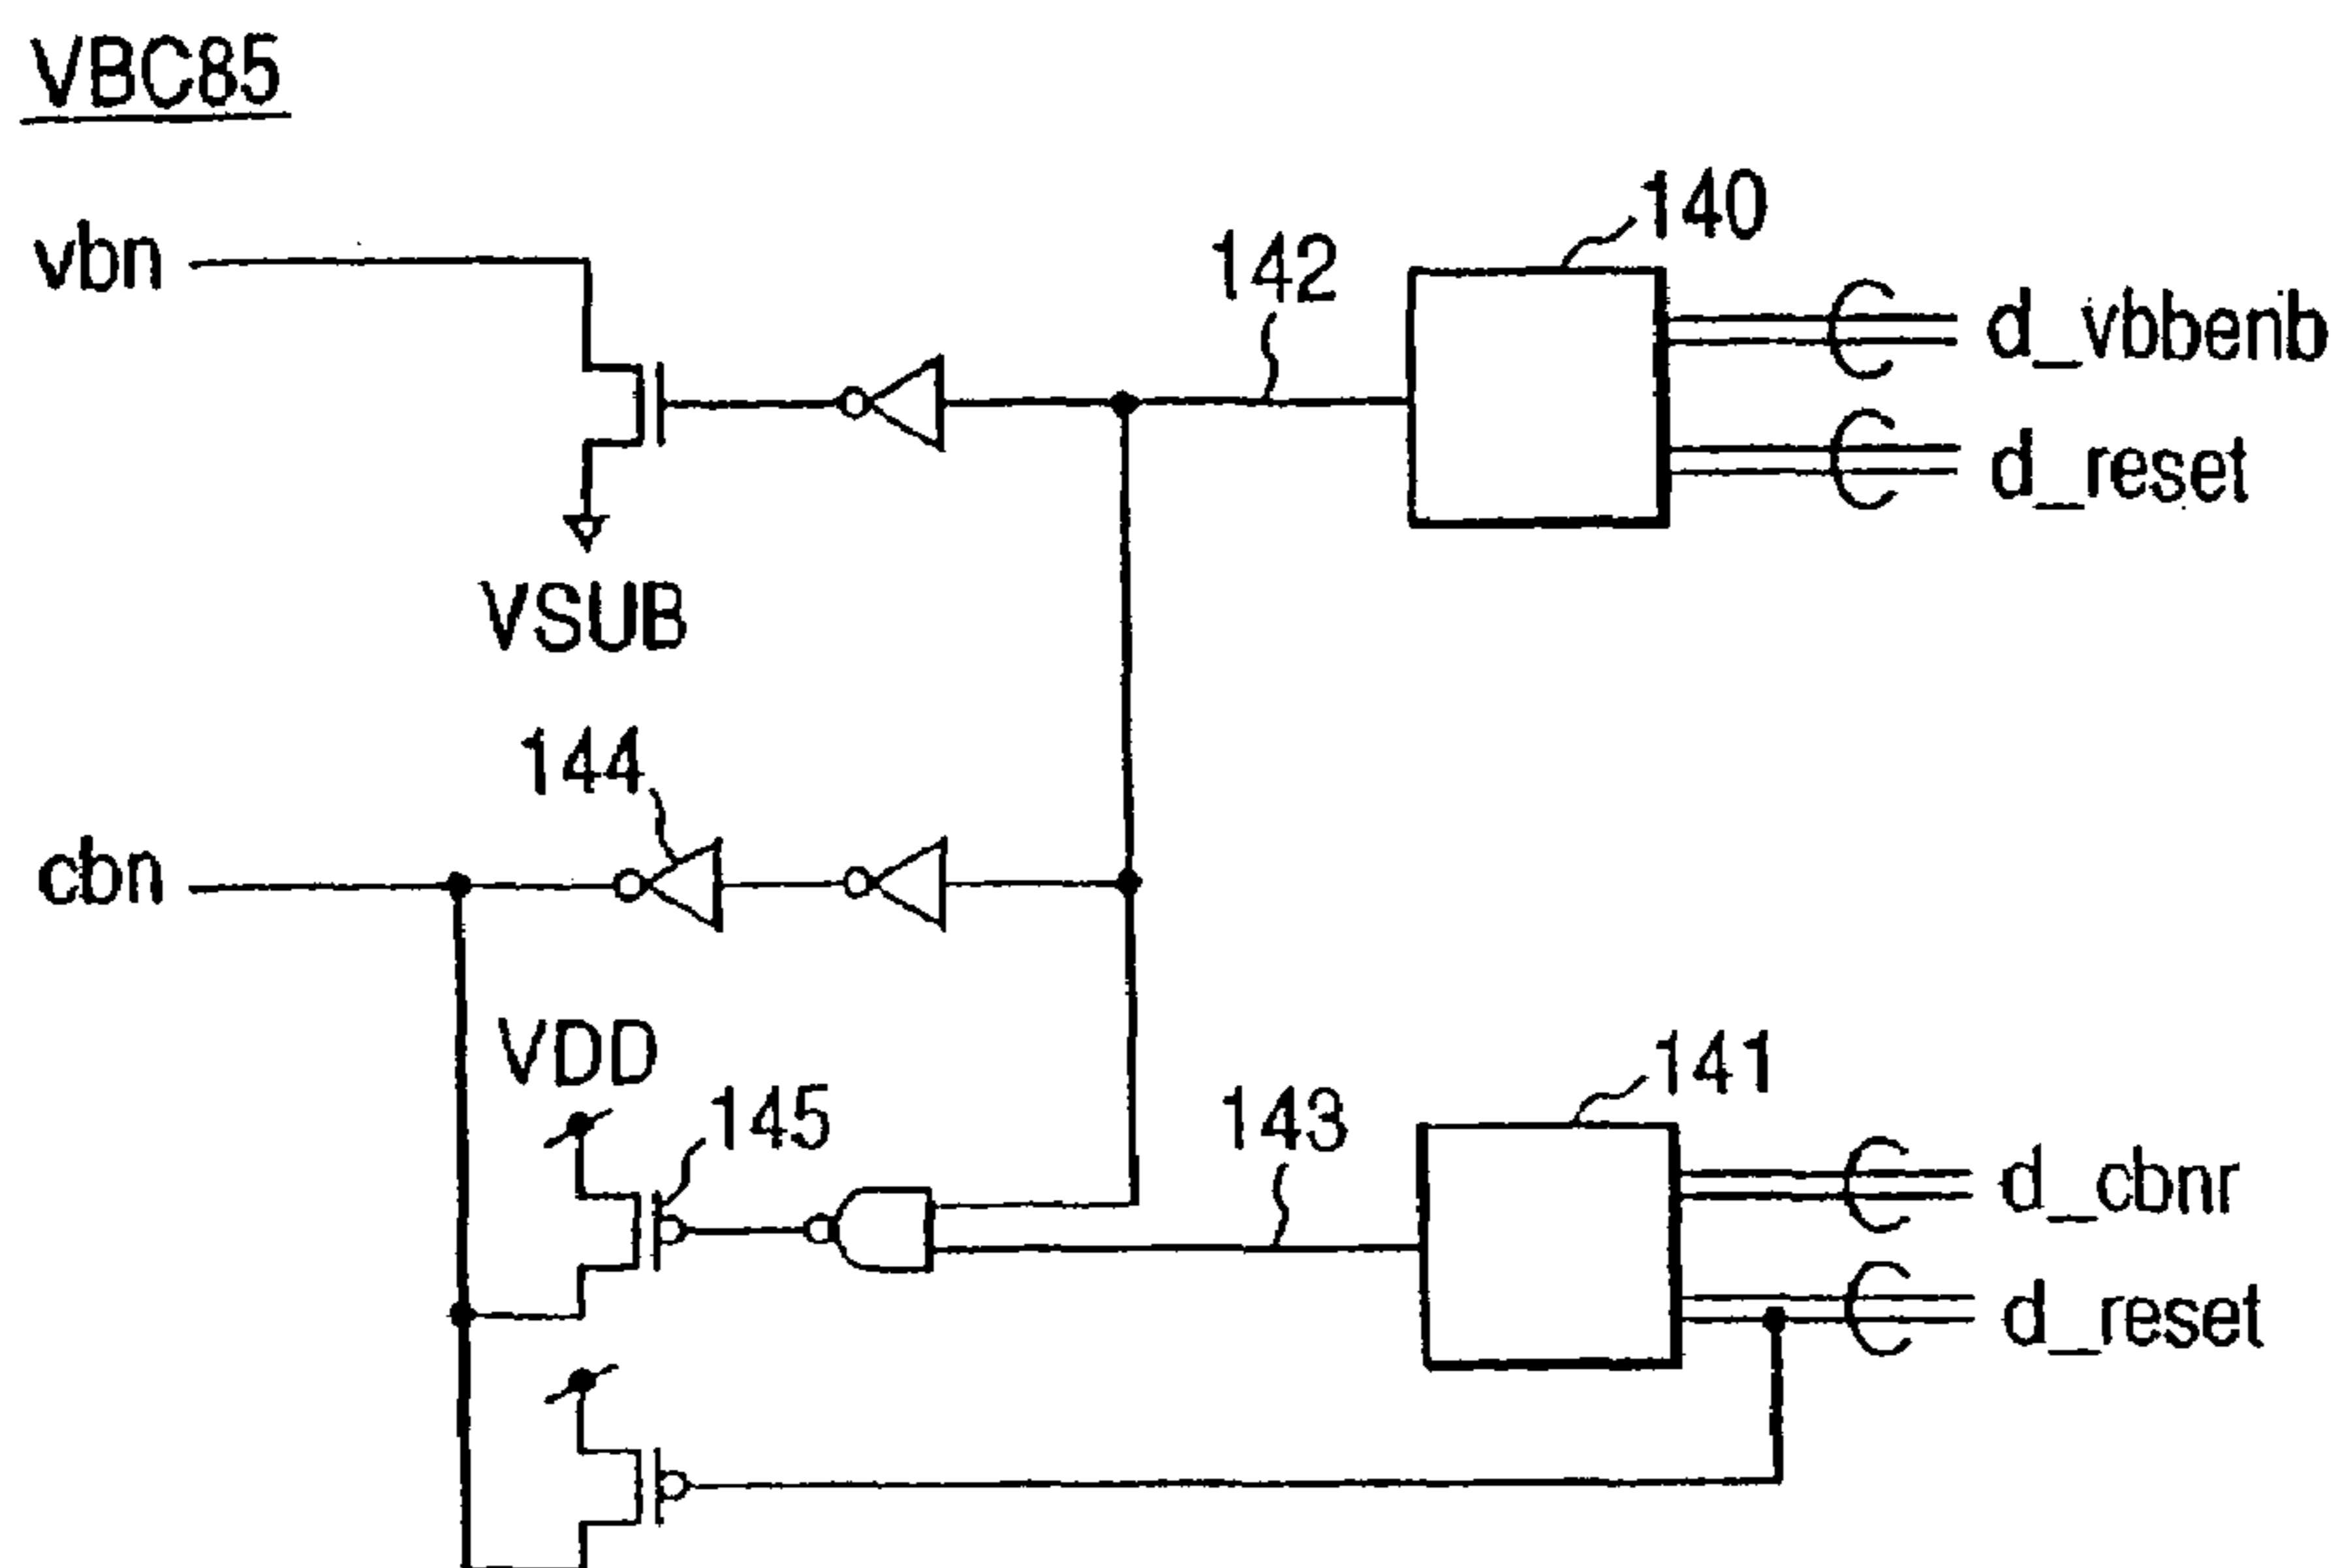 VBC85
140
vbn
142
d_vbbenb
d_reset
VSUB
144
cbn
VDD
145
143
141
d_cbnr
d_reset